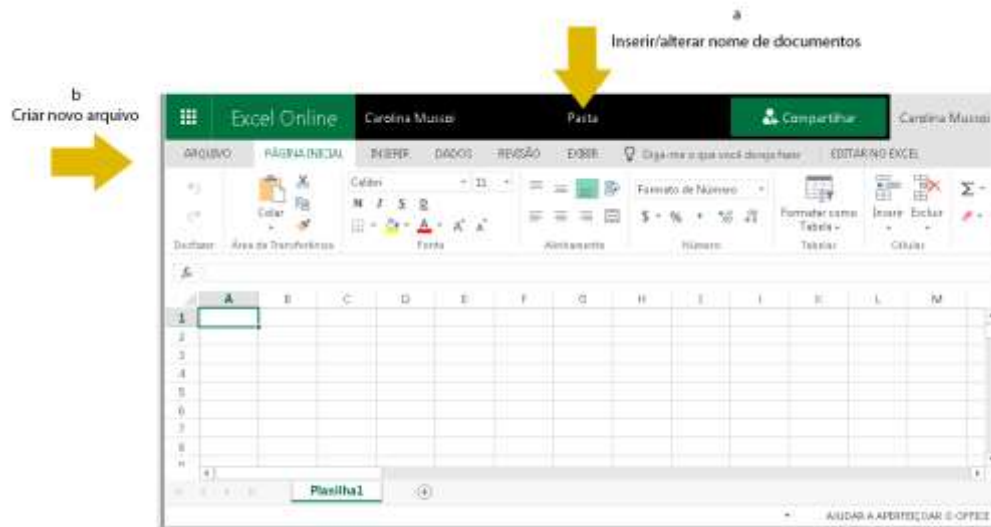 a
Inserir/alterar nome de documentos
b
Criar novo arquivo
Excel Online Carolina Mussoi Pasta Compartilhar Carolina Mussoi
ARQUIVO PÁGINA INICIAL INSERIR DADOS REVISÃO EXIBIR Diga-me o que você deseja fazer EDITAR NO EXCEL
Calibri 11 Formato de Número
Colar N I S D $ % Formatar como Inserir Excluir Σ
A A A Tabela
Desfazer Área de Transferência Fonte Alinhamento Número Tabelas Células
fx
A B C D E F G H I J K L M
1
2
3
4
5
6
7
8
9
Planilha1
AJUDAR A APERFEIÇOAR O OFFICE